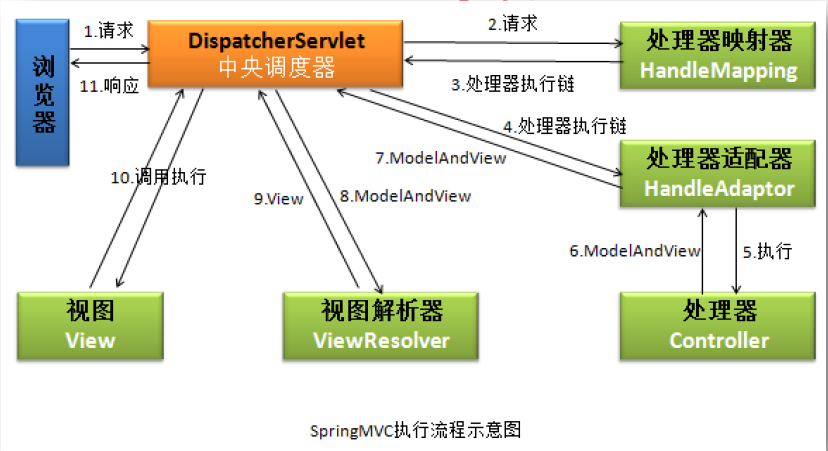 1.请求
2.请求
浏览器
DispatcherServlet
中央调度器
处理器映射器
HandleMapping
11.响应
3.处理器执行链
4.处理器执行链
7.ModelAndView
处理器适配器
HandleAdaptor
10.调用执行
9.View
8.ModelAndView
6.ModelAndView
5.执行
视图
View
视图解析器
ViewResolver
处理器
Controller
SpringMVC执行流程示意图